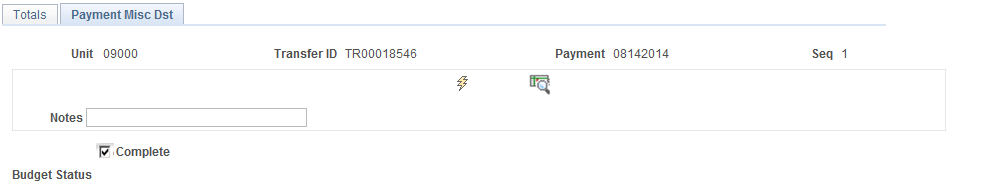 Totals Payment Misc Dst
Unit 09000 Transfer ID TR00018546 Payment 08142014 Seq 1
Notes
Complete
Budget Status